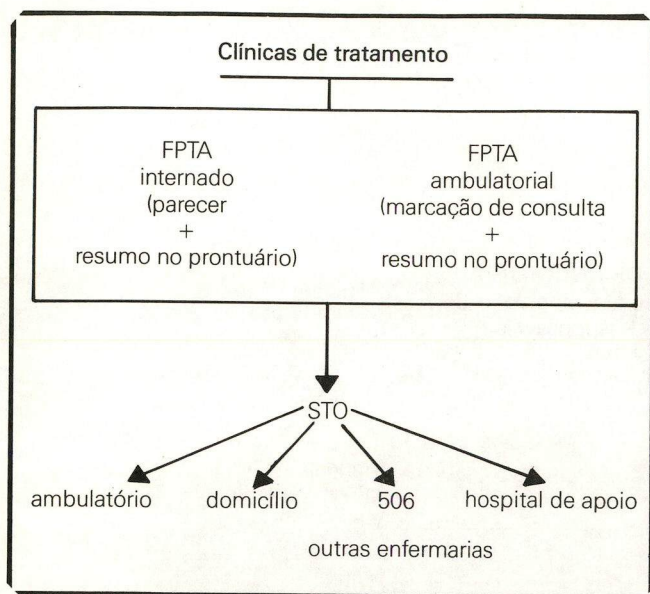 Clínicas de tratamento
FPTA
internado
(parecer
+
resumo no prontuário)
FPTA
ambulatorial
(marcação de consulta
+
resumo no prontuário)
STO
ambulatório domicílio 506 hospital de apoio
outras enfermarias